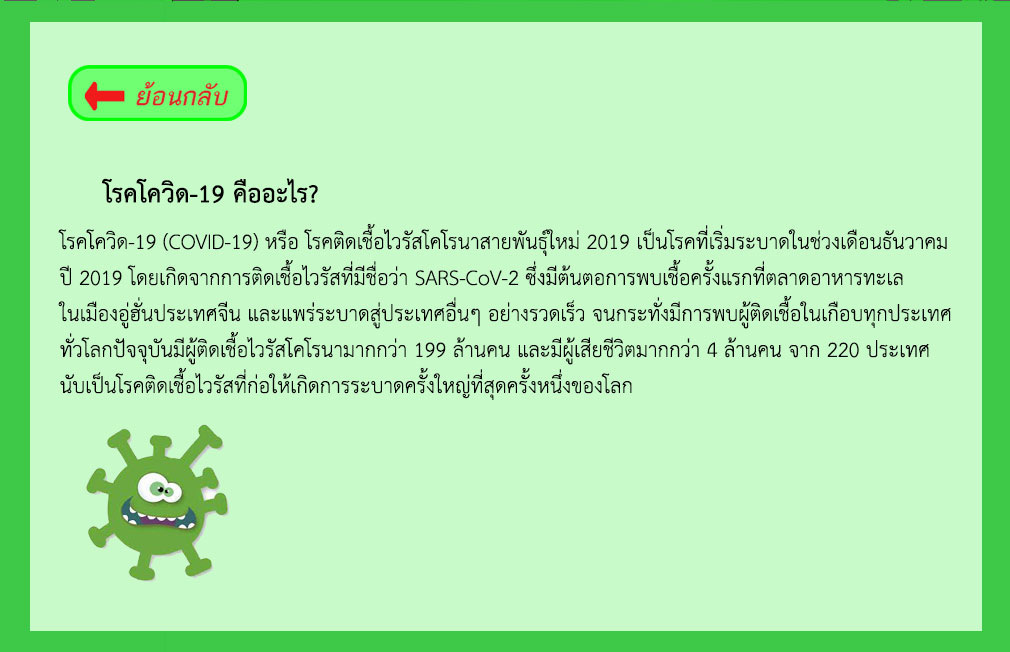 ย้อนกลับ
โรคโควิด-19 คืออะไร?
โรคโควิด-19 (COVID-19) หรือ โรคติดเชื้อไวรัสโคโรนาสายพันธุ์ใหม่ 2019 เป็นโรคที่เริ่มระบาดในช่วงเดือนธันวาคม
ปี 2019 โดยเกิดจากการติดเชื้อไวรัสที่มีชื่อว่า SARS-CoV-2 ซึ่งมีต้นตอการพบเชื้อครั้งแรกที่ตลาดอาหารทะเล
ในเมืองอู่ฮั่นประเทศจีน และแพร่ระบาดสู่ประเทศอื่นๆ อย่างรวดเร็ว จนกระทั่งมีการพบผู้ติดเชื้อในเกือบทุกประเทศ
ทั่วโลกปัจจุบันมีผู้ติดเชื้อไวรัสโคโรนามากกว่า 199 ล้านคน และมีผู้เสียชีวิตมากกว่า 4 ล้านคน จาก 220 ประเทศ
นับเป็นโรคติดเชื้อไวรัสที่ก่อให้เกิดการระบาดครั้งใหญ่ที่สุดครั้งหนึ่งของโลก